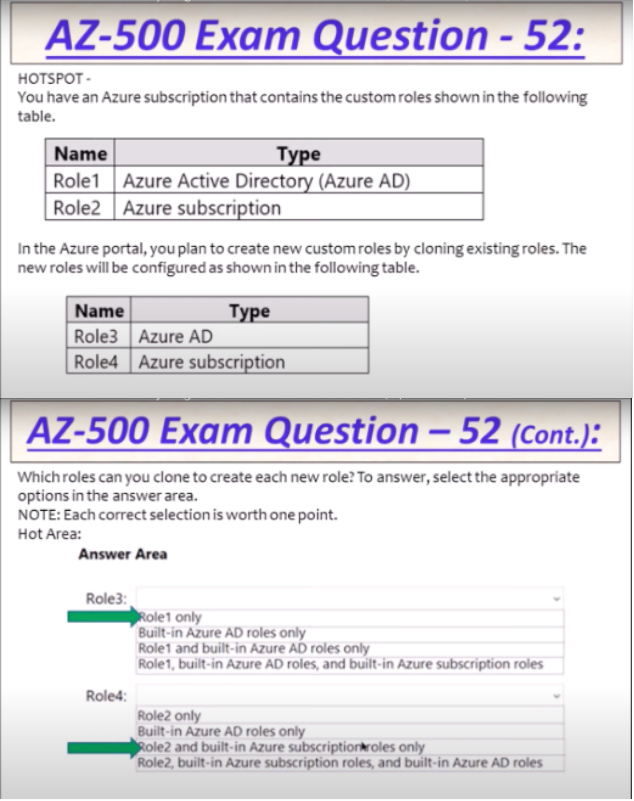 AZ-500 Exam Question - 52:
HOTSPOT -
You have an Azure subscription that contains the custom roles shown in the following
table.
Name Type
Role1 Azure Active Directory (Azure AD)
Role2 Azure subscription
In the Azure portal, you plan to create new custom roles by cloning existing roles. The
new roles will be configured as shown in the following table.
Name Type
Role3 Azure AD
Role4 Azure subscription
AZ-500 Exam Question – 52 (Cont.):
Which roles can you clone to create each new role? To answer, select the appropriate
options in the answer area.
NOTE: Each correct selection is worth one point.
Hot Area:
Answer Area
Role3:
Role1 only
Built-in Azure AD roles only
Role1 and built-in Azure AD roles only
Role1, built-in Azure AD roles, and built-in Azure subscription roles
Role4:
Role2 only
Built-in Azure AD roles only
Role2 and built-in Azure subscription roles only
Role2, built-in Azure subscription roles, and built-in Azure AD roles